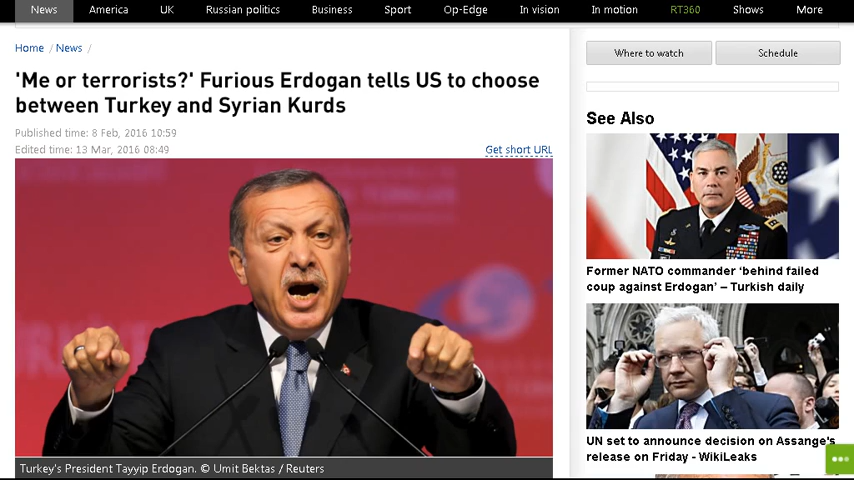 News America UK Russian politics Business Sport Op-Edge In vision In motion RT360 Shows More
Home / News /
'Me or terrorists?' Furious Erdogan tells US to choose
between Turkey and Syrian Kurds
Published time: 8 Feb, 2016 10:59
Edited time: 13 Mar, 2016 08:49
Get short URL
Turkey's President Tayyip Erdogan. © Umit Bektas / Reuters
Where to watch
Schedule
See Also
Former NATO commander ‘behind failed
coup against Erdogan’ – Turkish daily
UN set to announce decision on Assange's
release on Friday - WikiLeaks